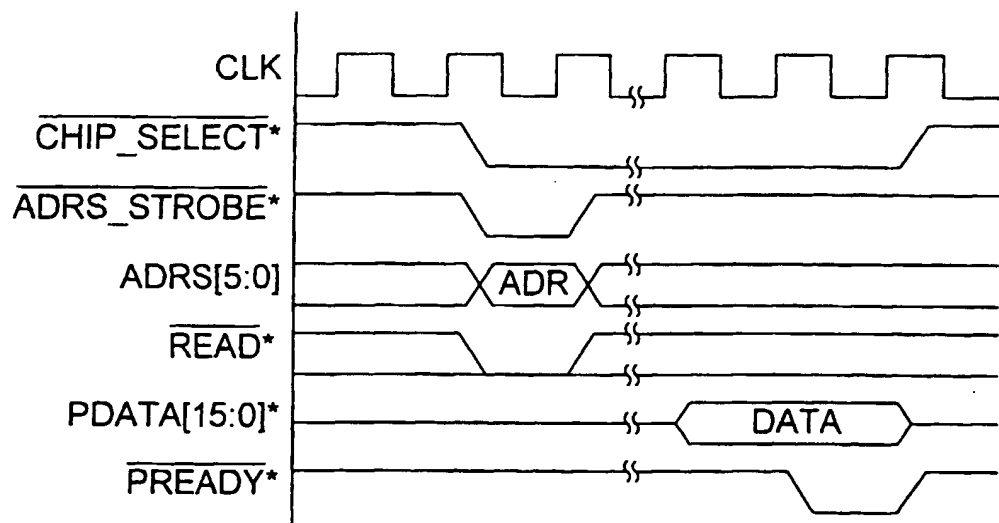 CLK
CHIP_SELECT*
ADRS_STROBE*
ADRS[5:0]
ADR
READ*
PDATA[15:0]*
DATA
PREADY*